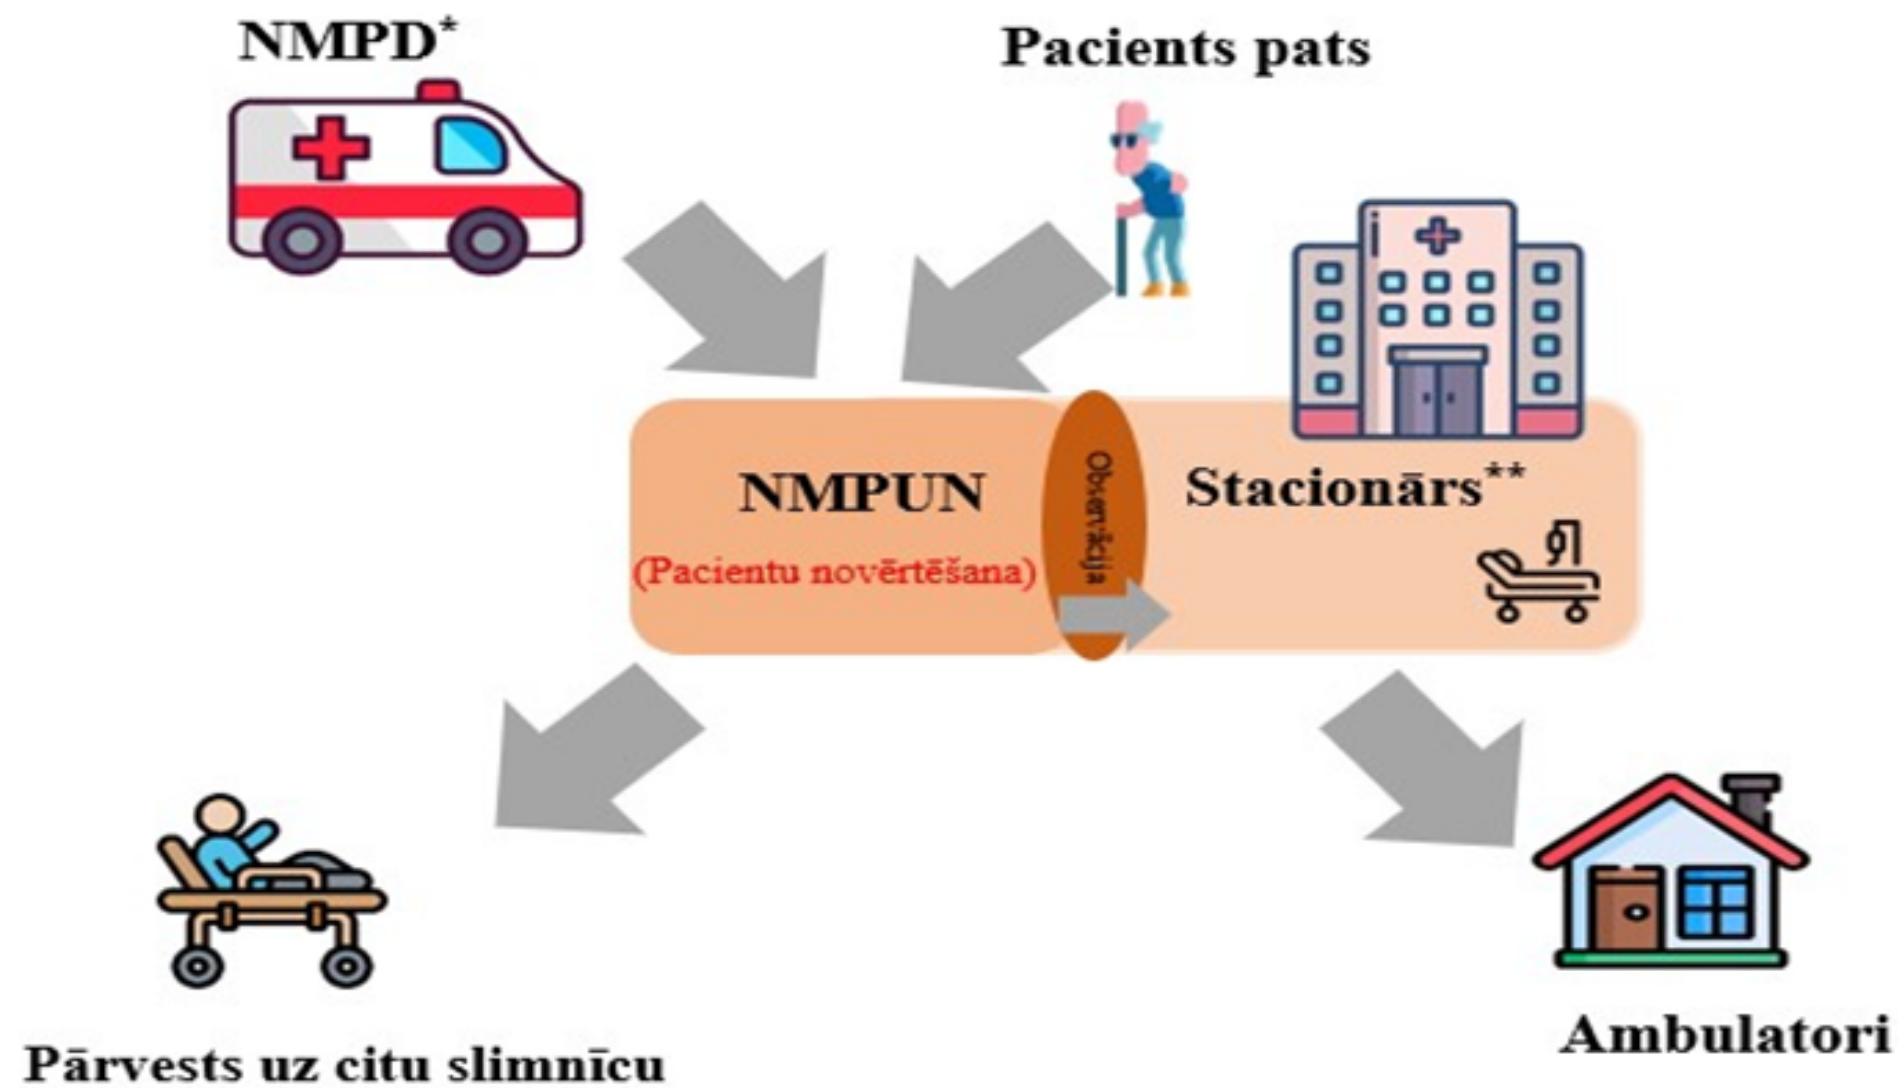 NMPD*
Pacients pats
NMPUN
(Pacientu novērtēšana)
Observācija
Stacionārs**
Pārvests uz citu slimnīcu
Ambulatori